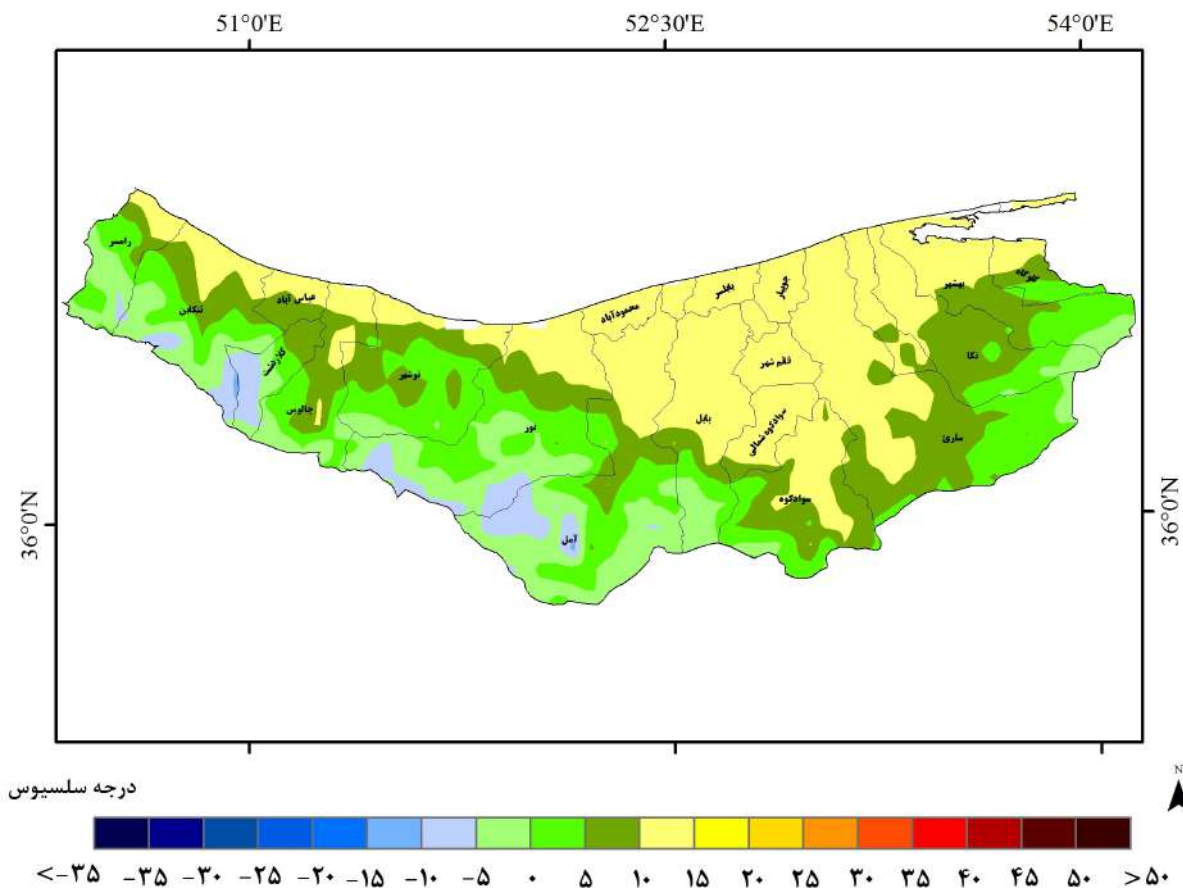 51°0'E 52°30'E 54°0'E
رامسر
تنکابن
عباس آباد
کلاردشت
چالوس
نوشهر
نور
آمل
محمودآباد
بابلسر
جویبار
قائم شهر
بابل
سوادکوه شمالی
سوادکوه
ساری
نکا
بهشهر
گلوگاه
36°0'N 36°0'N
درجه سلسیوس
N
<-۳۵ -۳۵ -۳۰ -۲۵ -۲۰ -۱۵ -۱۰ -۵ ۰ ۵ ۱۰ ۱۵ ۲۰ ۲۵ ۳۰ ۳۵ ۴۰ ۴۵ ۵۰ >۵۰